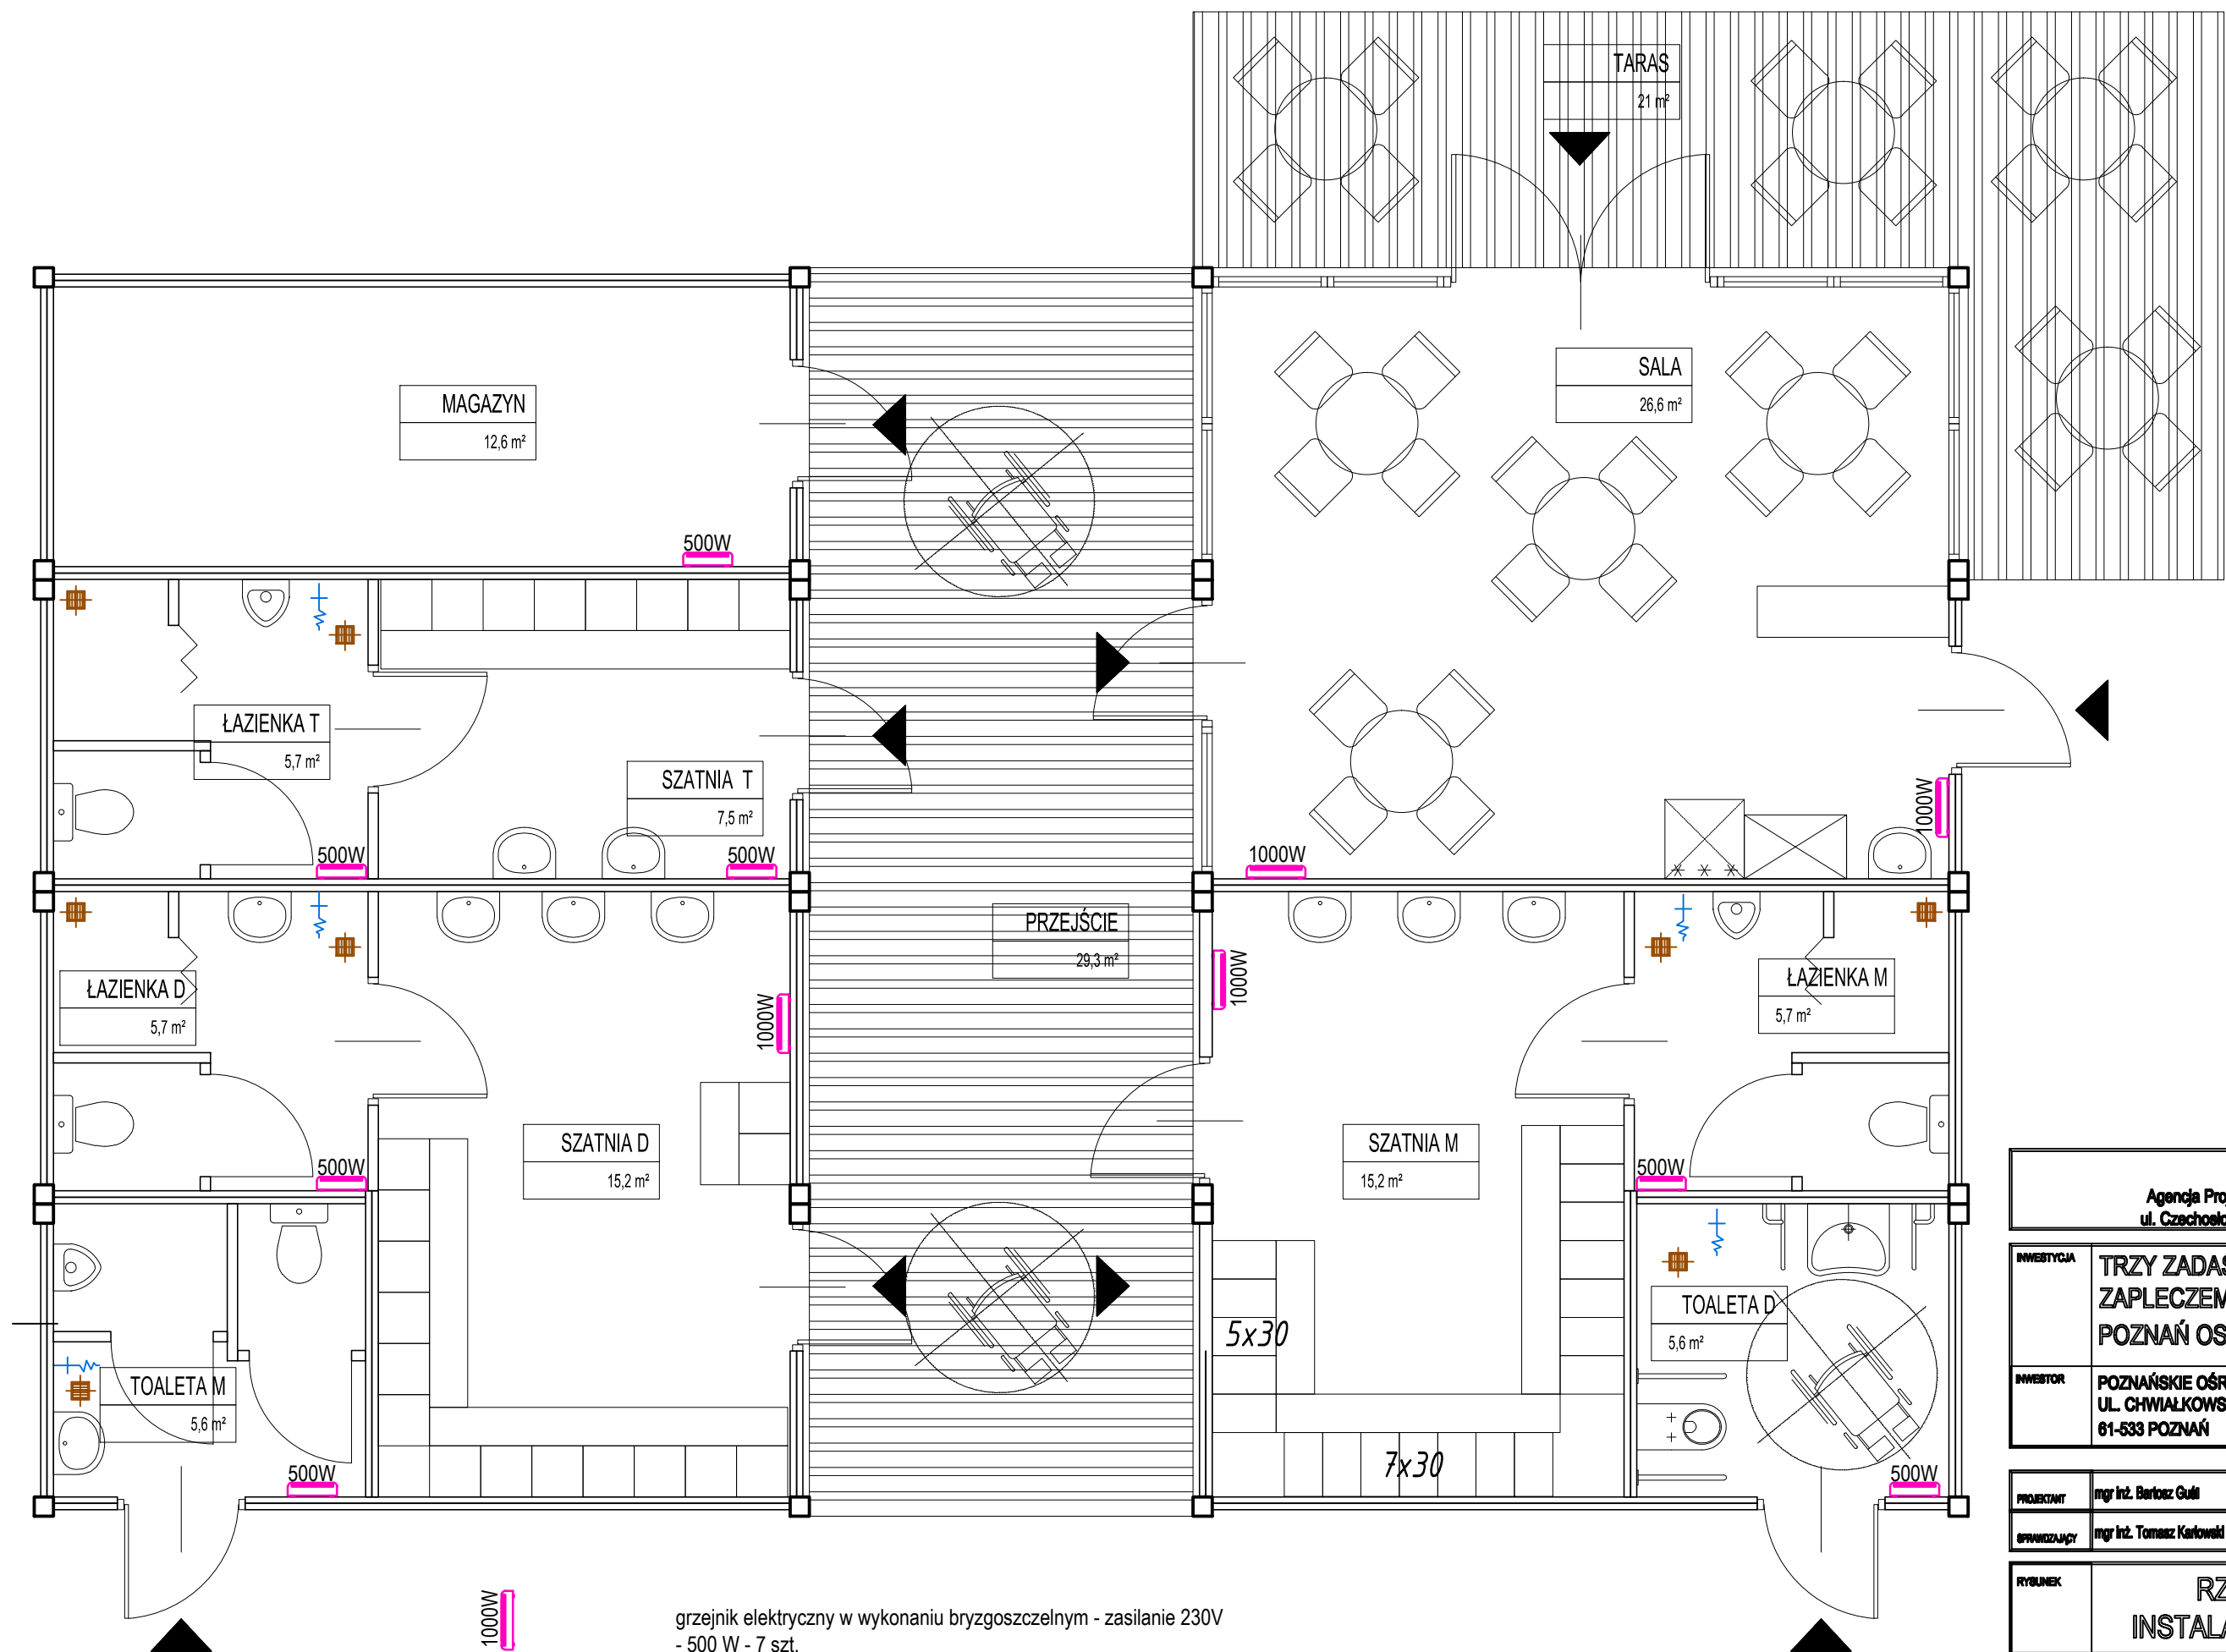 TARAS
21 m²
SALA
26,6 m²
MAGAZYN
12,6 m²
500W
ŁAZIENKA T
5,7 m²
SZATNIA T
7,5 m²
500W
500W
1000W
1000W
PRZEJŚCIE
29,3 m²
ŁAZIENKA D
5,7 m²
1000W
1000W
ŁAZIENKA M
5,7 m²
SZATNIA D
15,2 m²
SZATNIA M
15,2 m²
500W
500W
TOALETA D
5,6 m²
5x30
TOALETA M
5,6 m²
7x30
500W
500W
1000W
grzejnik elektryczny w wykonaniu bryzgoszczelnym - zasilanie 230V
- 500 W - 7 szt.
Agencja Pro
ul. Czechosło
INWESTYCJA
TRZY ZADAS
ZAPLECZEM
POZNAŃ OS
INWESTOR
POZNAŃSKIE OŚR
UL. CHWIAŁKOWS
61-533 POZNAŃ
PROJEKTANT
mgr inż. Bartosz
SPRAWDZAJĄCY
mgr inż. Tomasz Karłowski
RYSUNEK
RZ
INSTALA